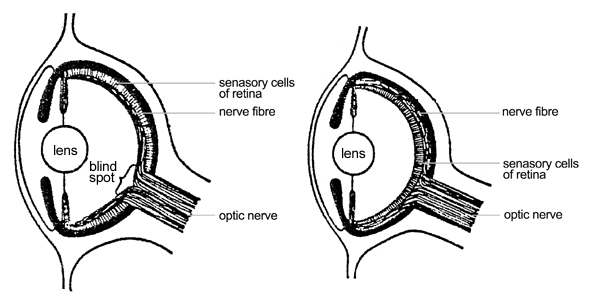 senasory cells
of retina
nerve fibre
lens
blind
spot
optic nerve
nerve fibre
lens
senasory cells
of retina
optic nerve